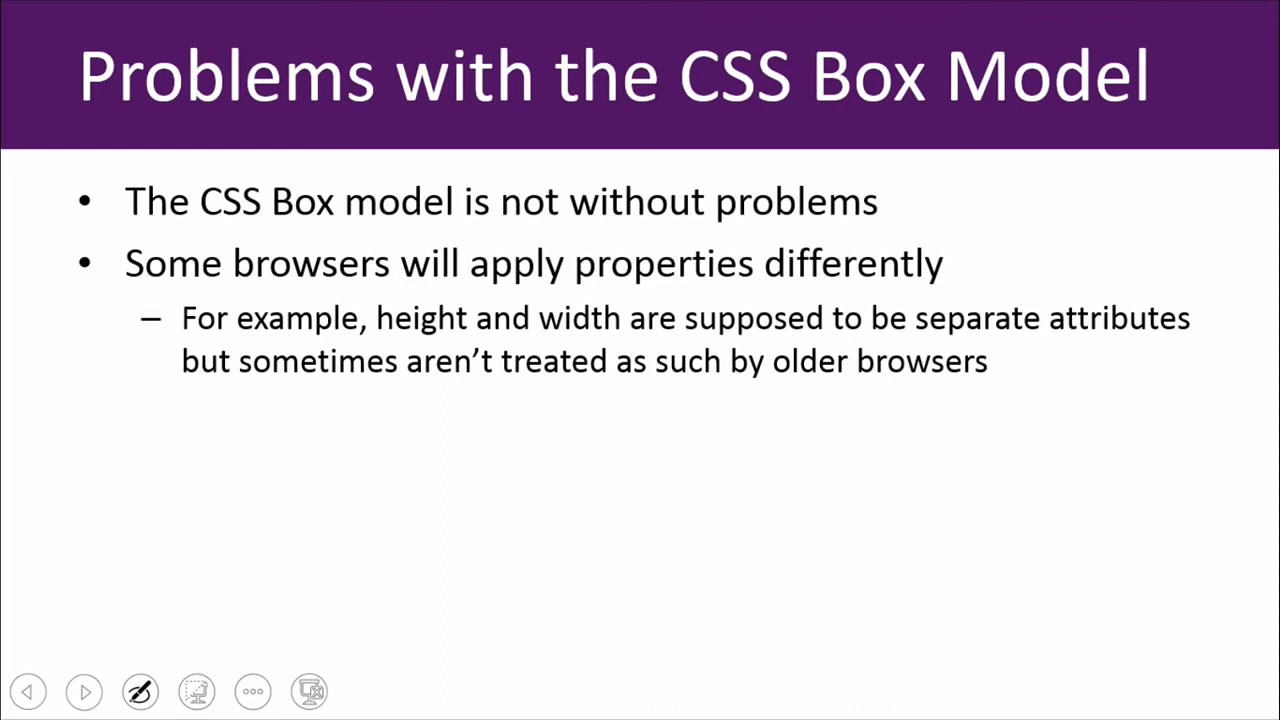 Problems with the CSS Box Model
• The CSS Box model is not without problems
• Some browsers will apply properties differently
– For example, height and width are supposed to be separate attributes
but sometimes aren’t treated as such by older browsers